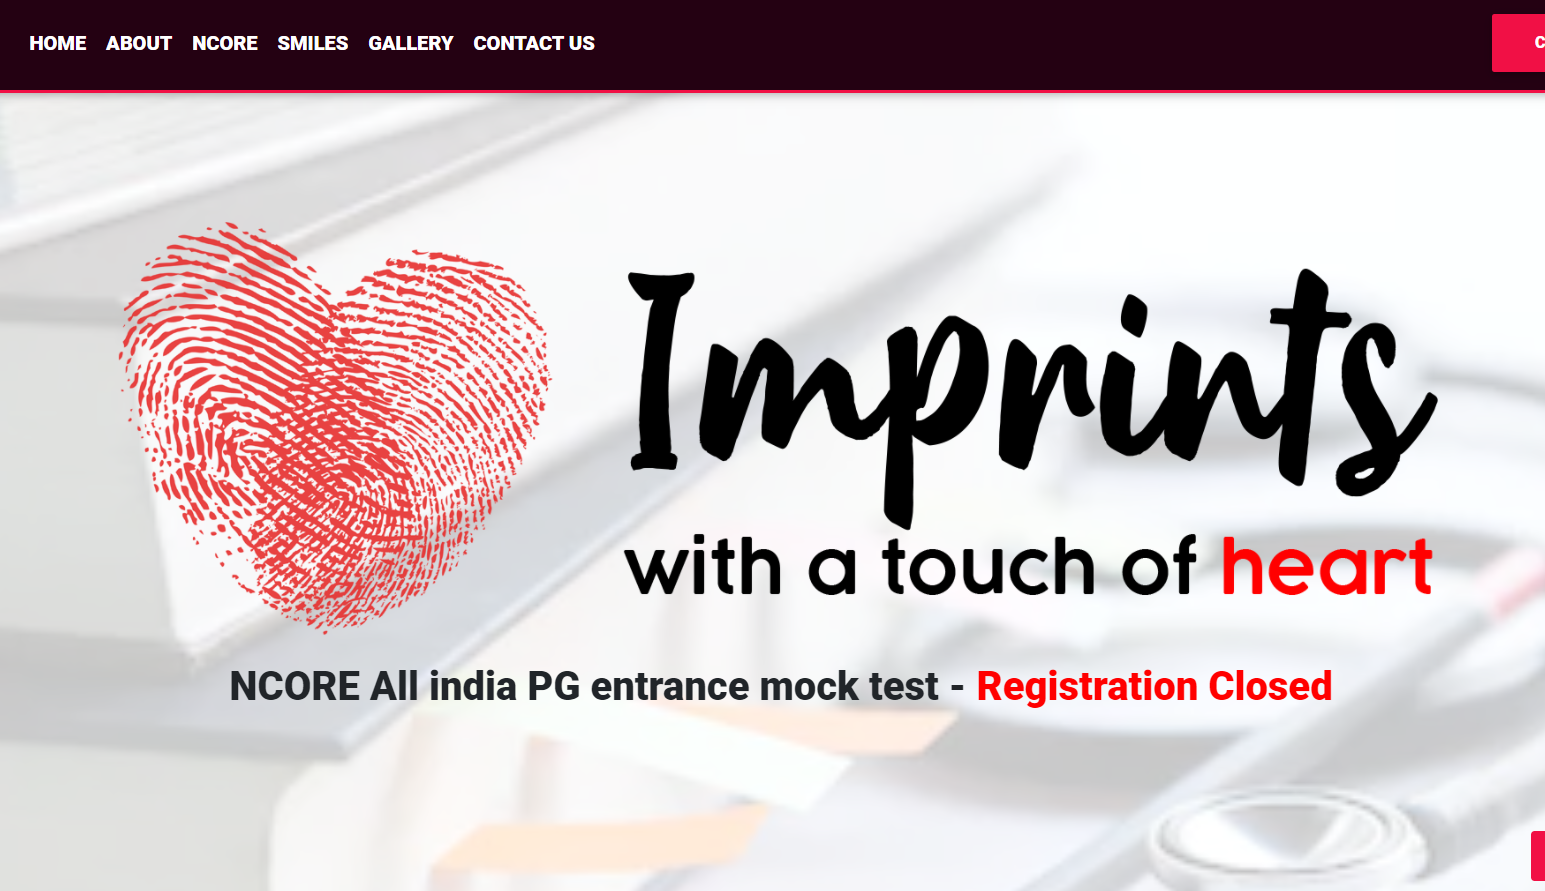 HOME ABOUT NCORE SMILES GALLERY CONTACT US
Imprints
with a touch of heart
NCORE All india PG entrance mock test - Registration Closed